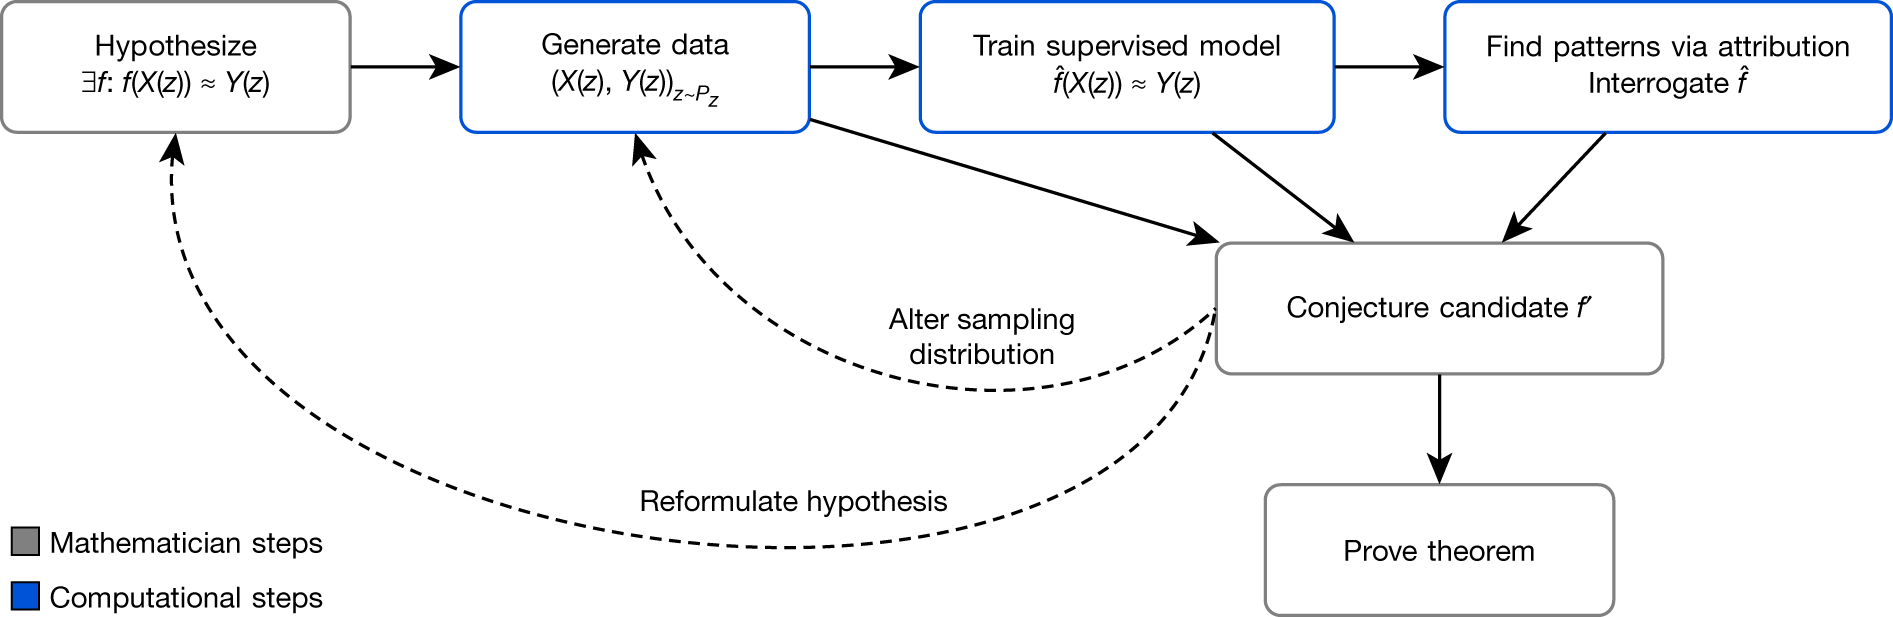 Hypothesize
∃f: f(X(z)) ≈ Y(z)
Generate data
(X(z), Y(z))z~PZ
Train supervised model
f̂(X(z)) ≈ Y(z)
Find patterns via attribution
Interrogate f̂
Conjecture candidate f′
Alter sampling
distribution
Reformulate hypothesis
Prove theorem
Mathematician steps
Computational steps